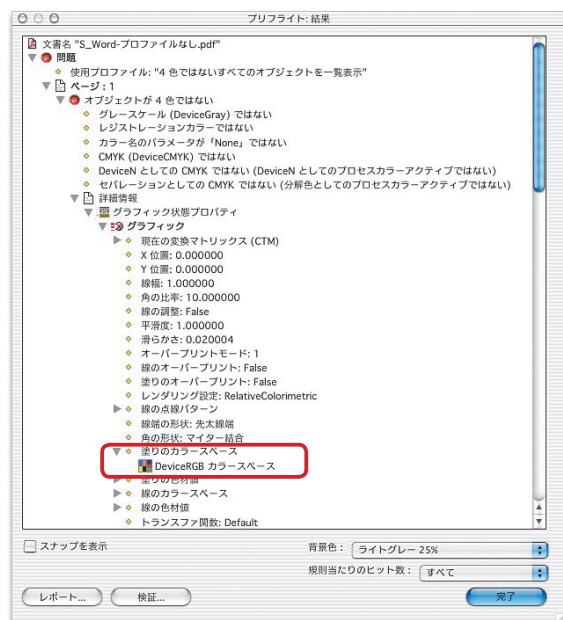 プリフライト: 結果
文書名 "S_Word-プロファイルなし.pdf"
問題
使用プロファイル: "4 色ではないすべてのオブジェクトを一覧表示"
ページ: 1
オブジェクトが 4 色ではない
グレースケール (DeviceGray) ではない
レジストレーションカラーではない
カラー名のパラメータが「None」ではない
CMYK (DeviceCMYK) ではない
DeviceN としての CMYK ではない (DeviceN としてのプロセスカラーアクティブではない)
セパレーションとしての CMYK ではない (分解色としてのプロセスカラーアクティブではない)
詳細情報
グラフィック状態プロパティ
グラフィック
現在の変換マトリックス (CTM)
X 位置: 0.000000
Y 位置: 0.000000
線幅: 1.000000
角の比率: 10.000000
線の調整: False
平滑度: 1.000000
滑らかさ: 0.020004
オーバープリントモード: 1
線のオーバープリント: False
塗りのオーバープリント: False
レンダリング設定: RelativeColorimetric
線の点線パターン
線端の形状: 先太線端
角の形状: マイター結合
塗りのカラースペース
DeviceRGB カラースペース
塗りの色材値
線のカラースペース
線の色材値
トランスファ関数: Default
スナップを表示
背景色: ライトグレー 25%
規則当たりのヒット数: すべて
レポート... 検証... 完了